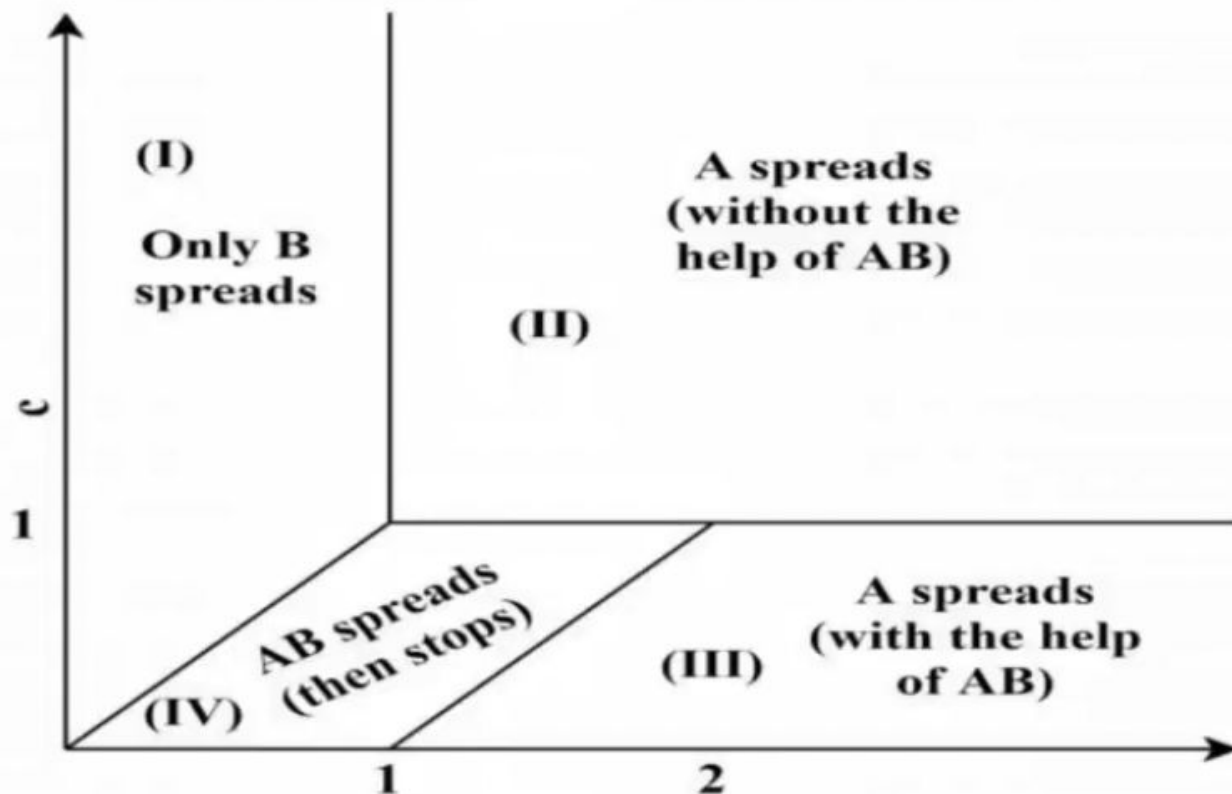 (I)
Only B
spreads
A spreads
(without the
help of AB)
(II)
c
1
AB spreads
(then stops)
(IV)
(III)
A spreads
(with the help
of AB)
1
2